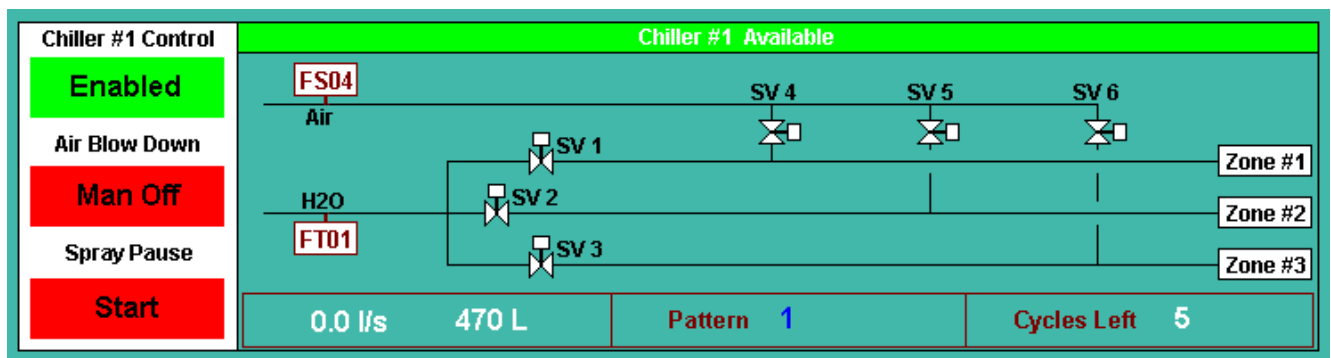 Chiller #1 Control
Enabled
Air Blow Down
Man Off
Spray Pause
Start
Chiller #1 Available
FS04
Air
SV 4
SV 5
SV 6
SV 1
Zone #1
H2O
SV 2
Zone #2
FT01
SV 3
Zone #3
0.0 l/s 470 L Pattern 1 Cycles Left 5